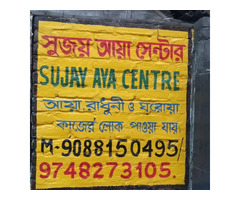 সুজয় আয়া সেন্টার
SUJAY AYA CENTRE
আয়া রাধুনী ও ঘরোয়া
কাজের লোক পাওয়া যায়
M-9088150495/
9748273105.